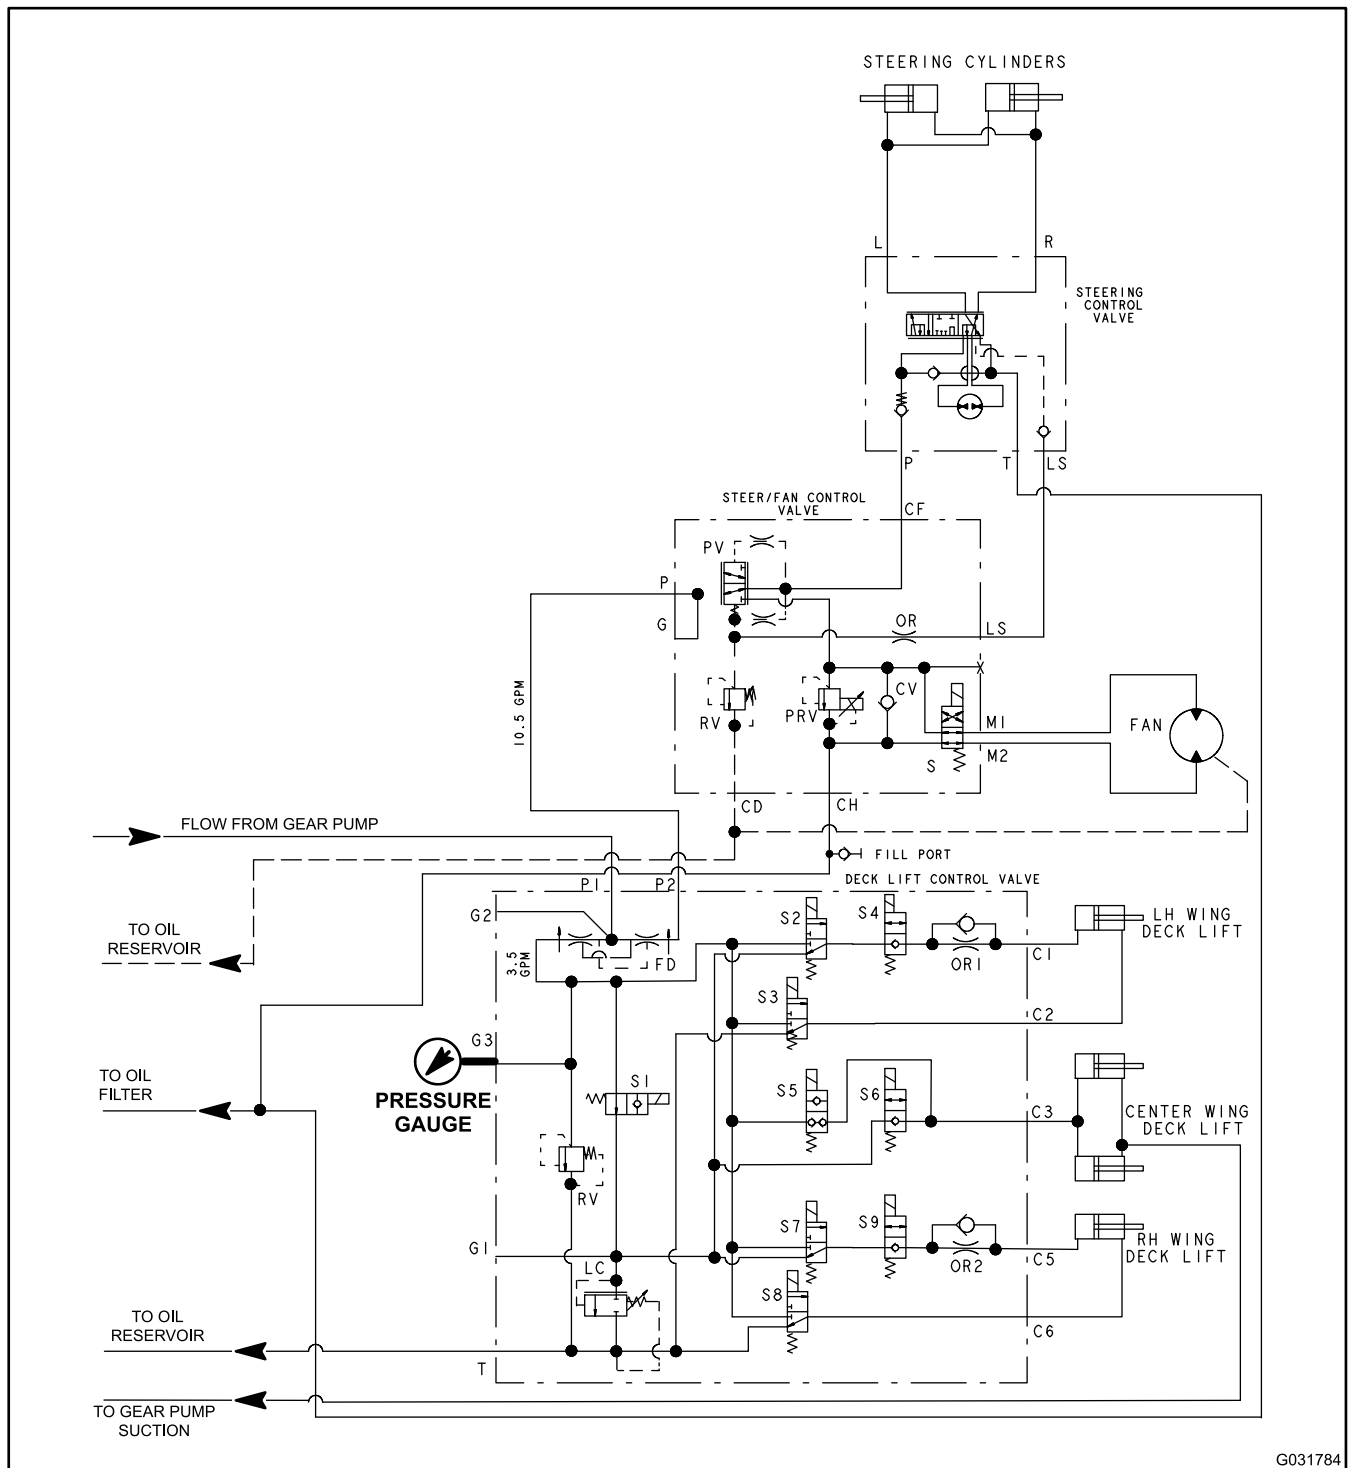 STEERING CYLINDERS
L
R
STEERING
CONTROL
VALVE
P
T
LS
STEER/FAN CONTROL
VALVE
CF
PV
P
G
OR
LS
10.5 GPM
CV
RV
PRV
M1
FAN
S
M2
CD
CH
FLOW FROM GEAR PUMP
FILL PORT
P1
P2
DECK LIFT CONTROL VALVE
G2
S2
S4
LH WING
DECK LIFT
TO OIL
RESERVOIR
3.5
GPM
FD
OR1
C1
S3
C2
G3
TO OIL
FILTER
PRESSURE
GAUGE
S1
S5
S6
C3
CENTER WING
DECK LIFT
RV
S7
S9
RH WING
DECK LIFT
G1
LC
OR2
C5
S8
C6
TO OIL
RESERVOIR
T
TO GEAR PUMP
SUCTION
G031784